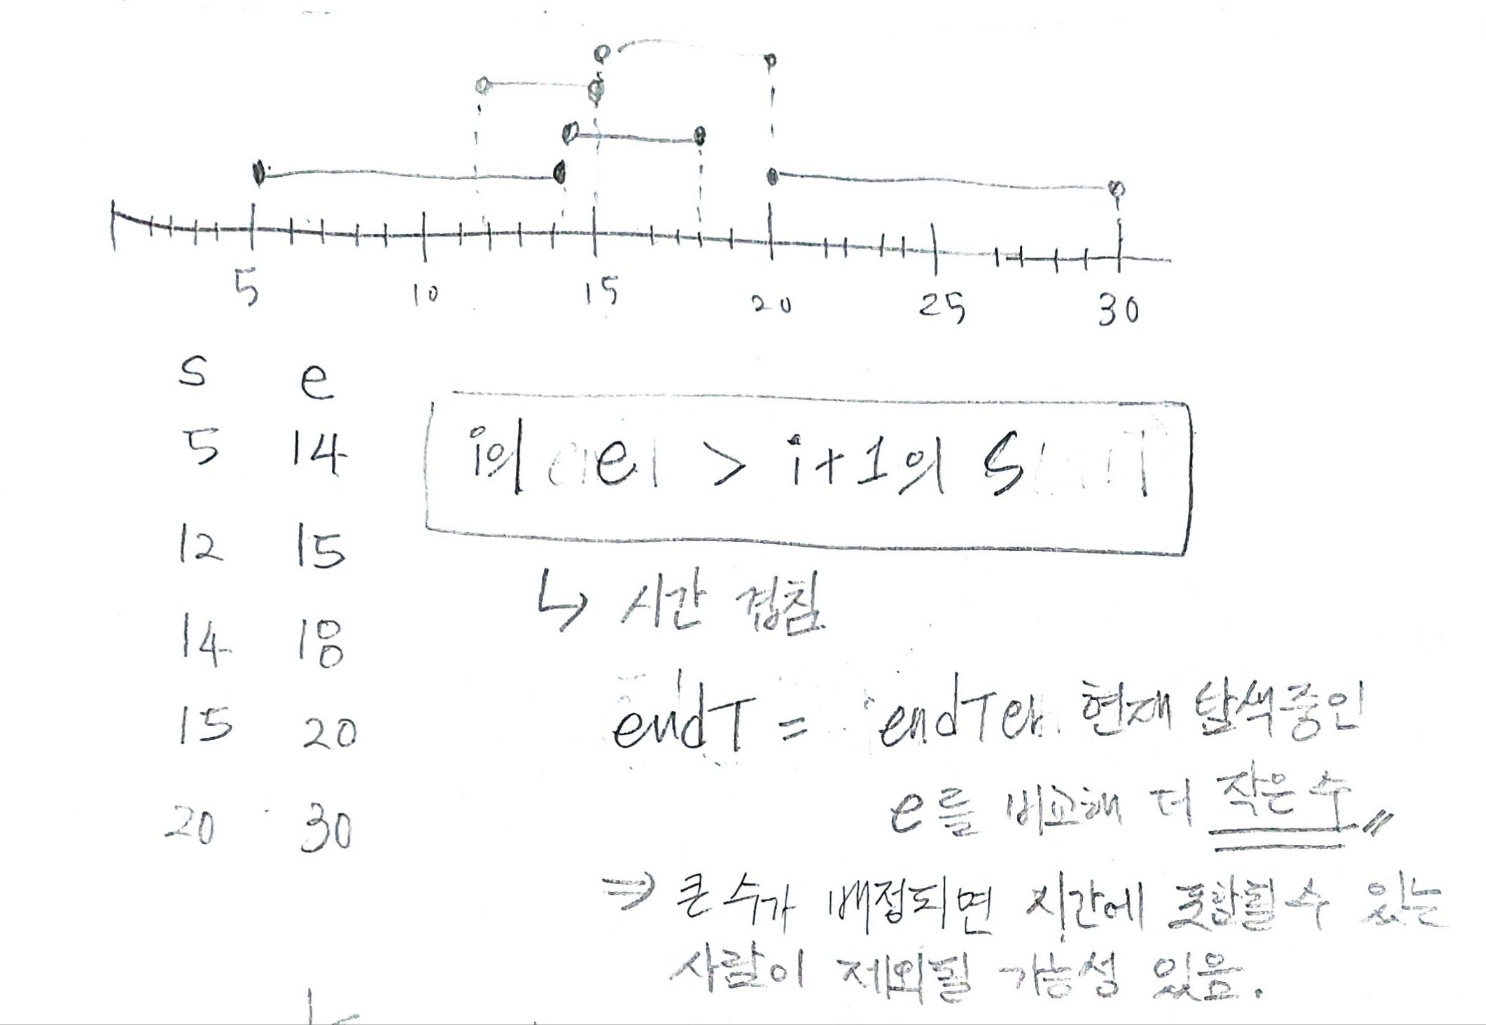 5 10 15 20 25 30
s e
5 14
12 15
14 18
15 20
20 30
i의 e > i+1의 s
↳ 시간 겹침
endT = endT와 현재 탐색중인
e를 비교해 더 작은 수
⇒ 큰 수가 배정되면 시간에 포함될 수 있는
사람이 제외될 가능성 있음.